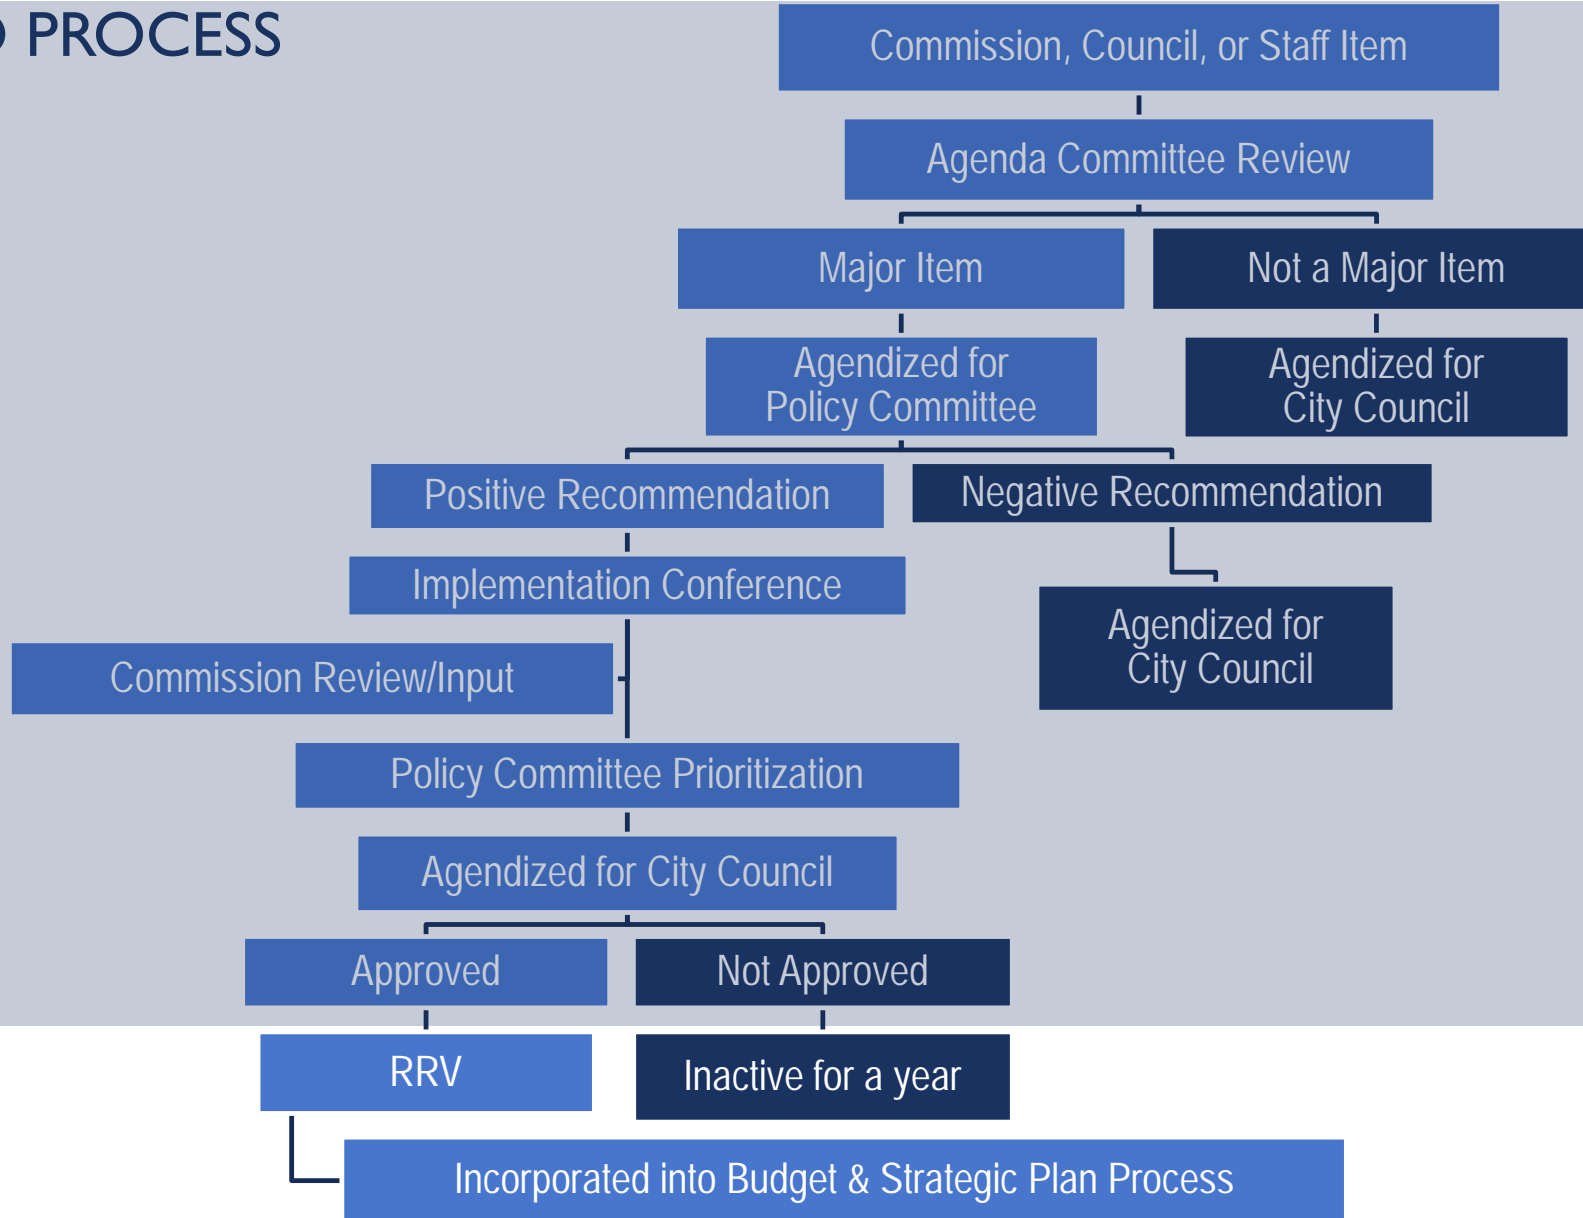 PROCESS
Commission, Council, or Staff Item
Agenda Committee Review
Major Item
Not a Major Item
Agendized for
Policy Committee
Agendized for
City Council
Positive Recommendation
Negative Recommendation
Implementation Conference
Agendized for
City Council
Commission Review/Input
Policy Committee Prioritization
Agendized for City Council
Approved
Not Approved
RRV
Inactive for a year
Incorporated into Budget & Strategic Plan Process